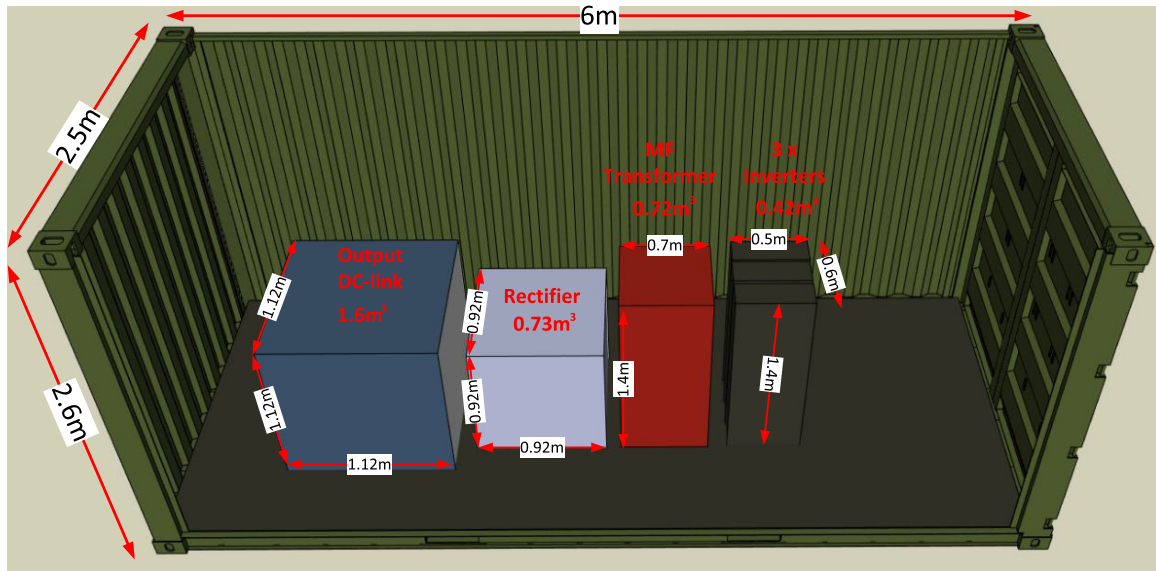 6m
2.5m
2.6m
MF
Transformer
0.72m³
3 x
Inverters
0.42m³
0.7m
0.5m
0.6m
Output
DC-link
1.6m³
1.12m
1.12m
1.12m
Rectifier
0.73m³
0.92m
0.92m
0.92m
1.4m
1.4m